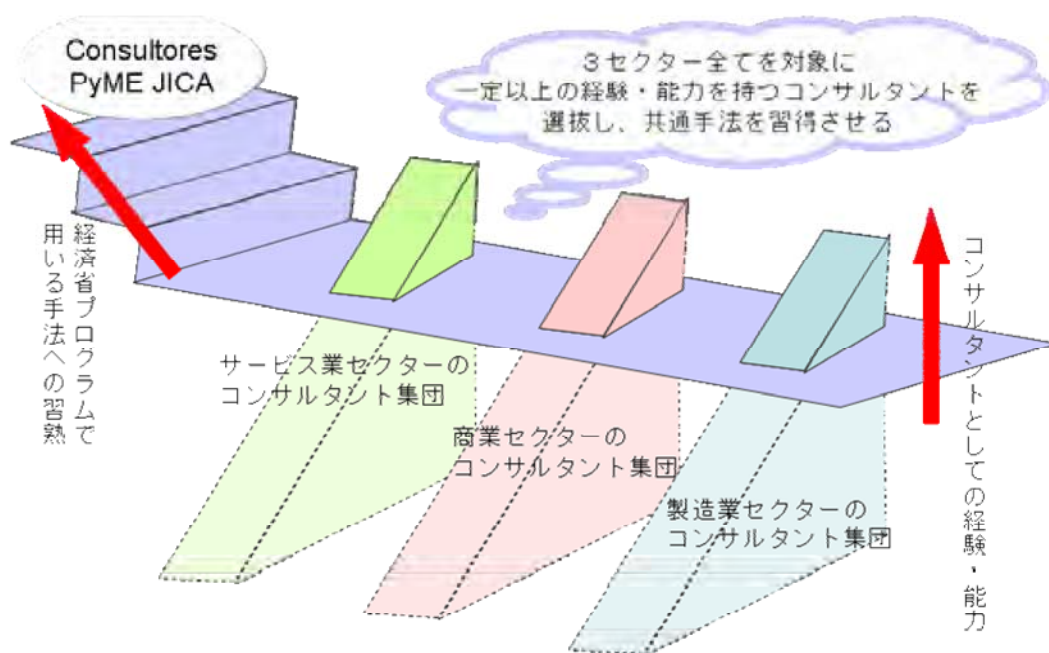 Consultores
PyME JICA
3セクター全てを対象に
一定以上の経験・能力を持つコンサルタントを
選抜し、共通手法を習得させる
経済省プログラムで
用いる手法への習熟
サービス業セクターの
コンサルタント集団
商業セクターの
コンサルタント集団
製造業セクターの
コンサルタント集団
コンサルタントとしての経験・能力